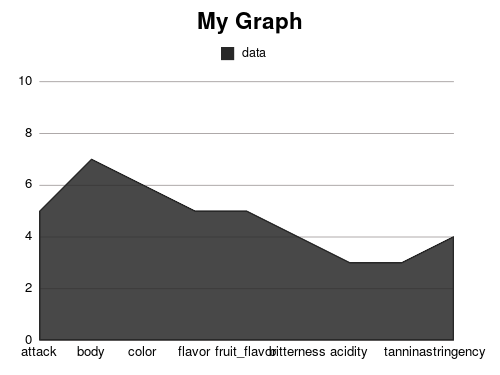 My Graph
data
10
8
6
4
2
0
attack body color flavor fruit_flavor bitterness acidity tannin astringency